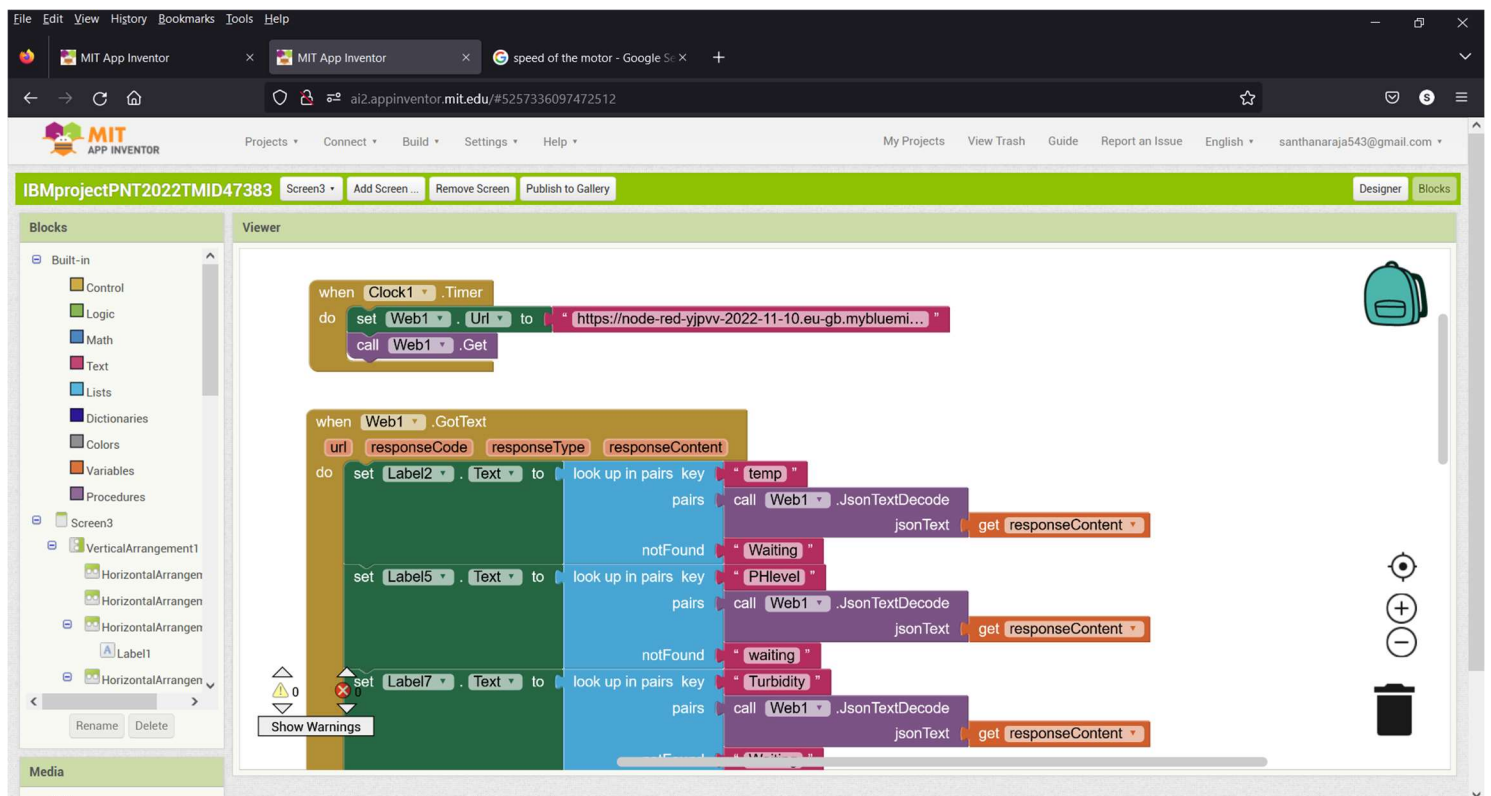 File Edit View History Bookmarks Tools Help
MIT App Inventor MIT App Inventor speed of the motor - Google Se
ai2.appinventor.mit.edu/#5257336097472512 S
MIT
APP INVENTOR
Projects Connect Build Settings Help My Projects View Trash Guide Report an Issue English santhanaraja543@gmail.com
IBMprojectPNT2022TMID47383 Screen3 Add Screen ... Remove Screen Publish to Gallery Designer Blocks
Blocks Viewer
Built-in
Control
Logic
Math
Text
Lists
Dictionaries
Colors
Variables
Procedures
Screen3
VerticalArrangement1
HorizontalArrangen
HorizontalArrangen
HorizontalArrangen
Label1
HorizontalArrangen
Rename Delete
Media
when Clock1 .Timer
do set Web1 . Url to " https://node-red-yjpvv-2022-11-10.eu-gb.mybluemi... "
call Web1 .Get
when Web1 .GotText
url responseCode responseType responseContent
do set Label2 . Text to look up in pairs key " temp "
pairs call Web1 .JsonTextDecode
jsonText get responseContent
notFound " Waiting "
set Label5 . Text to look up in pairs key " PHlevel "
pairs call Web1 .JsonTextDecode
jsonText get responseContent
notFound " waiting "
set Label7 . Text to look up in pairs key " Turbidity "
pairs call Web1 .JsonTextDecode
jsonText get responseContent
0 0
Show Warnings